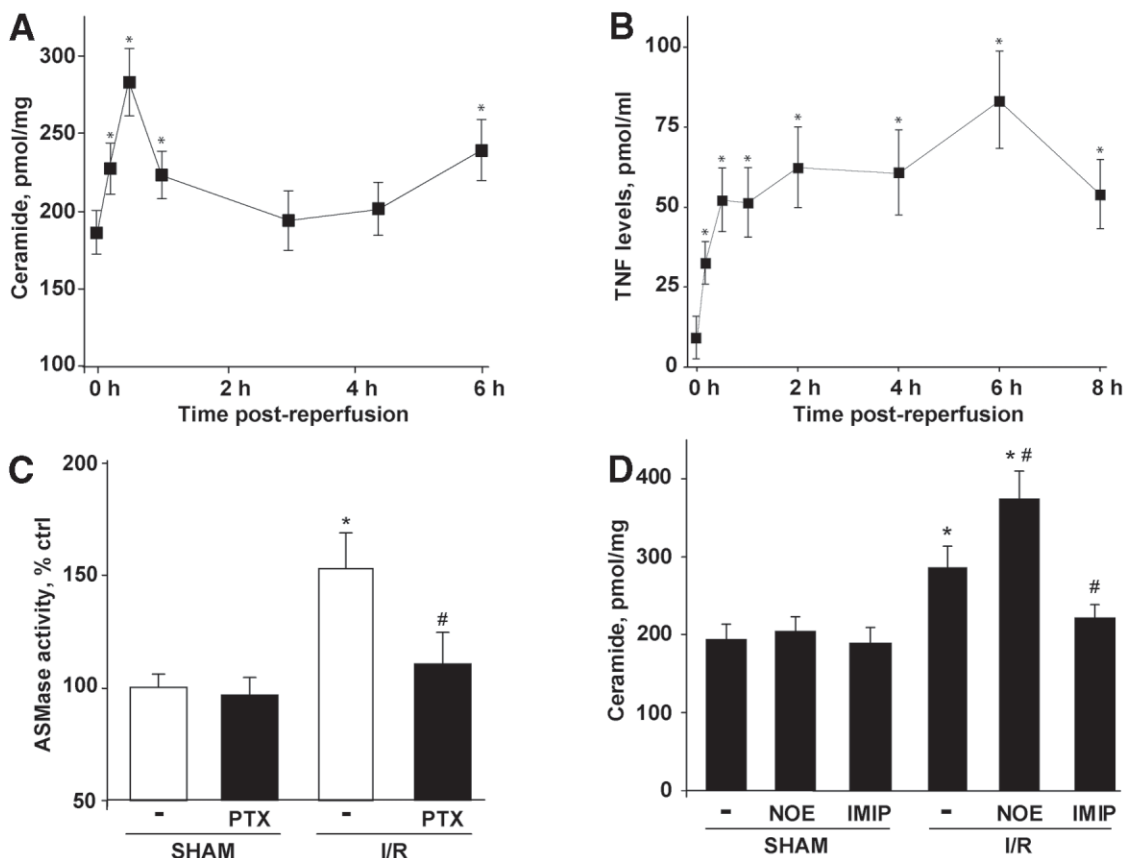 A
Ceramide, pmol/mg
300
250
200
150
100
* * * *
0 h 2 h 4 h 6 h
Time post-reperfusion
B
TNF levels, pmol/ml
100
75
50
25
0
* * * * * * *
0 h 2 h 4 h 6 h 8 h
Time post-reperfusion
C
ASMase activity, % ctrl
200
150
100
50
*
#
- PTX - PTX
SHAM I/R
D
Ceramide, pmol/mg
400
300
200
100
0
*
* #
#
- NOE IMIP - NOE IMIP
SHAM I/R